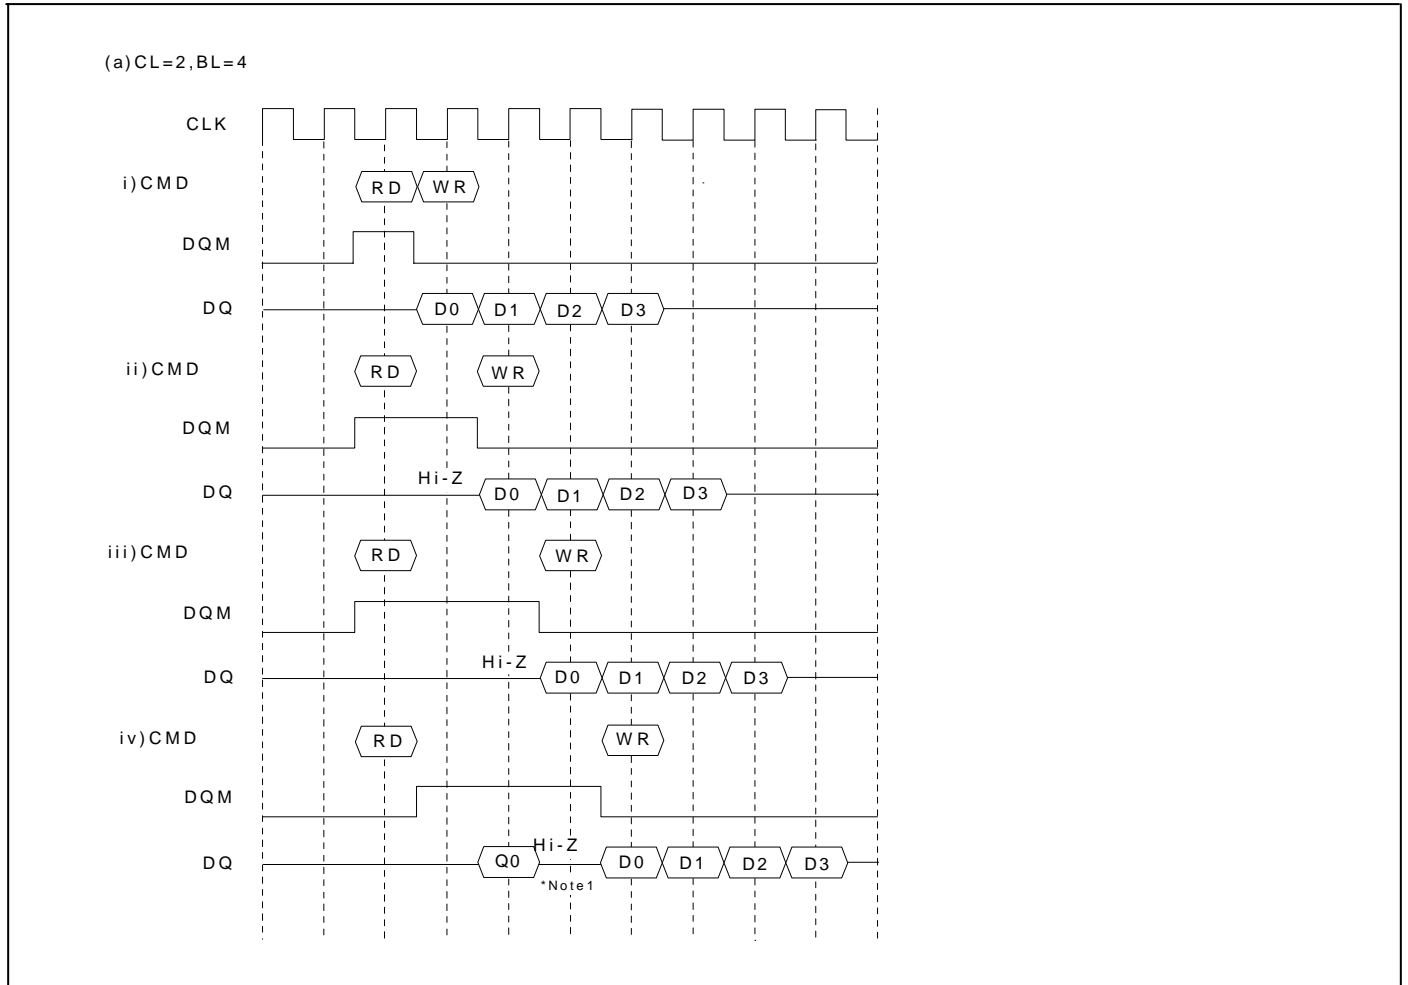 (a)CL=2,BL=4
CLK
i)CMD RD WR
DQM
DQ D0 D1 D2 D3
ii)CMD RD WR
DQM
Hi-Z
DQ D0 D1 D2 D3
iii)CMD RD WR
DQM
Hi-Z
DQ D0 D1 D2 D3
iv)CMD RD WR
DQM
Hi-Z
DQ Q0 D0 D1 D2 D3
*Note1